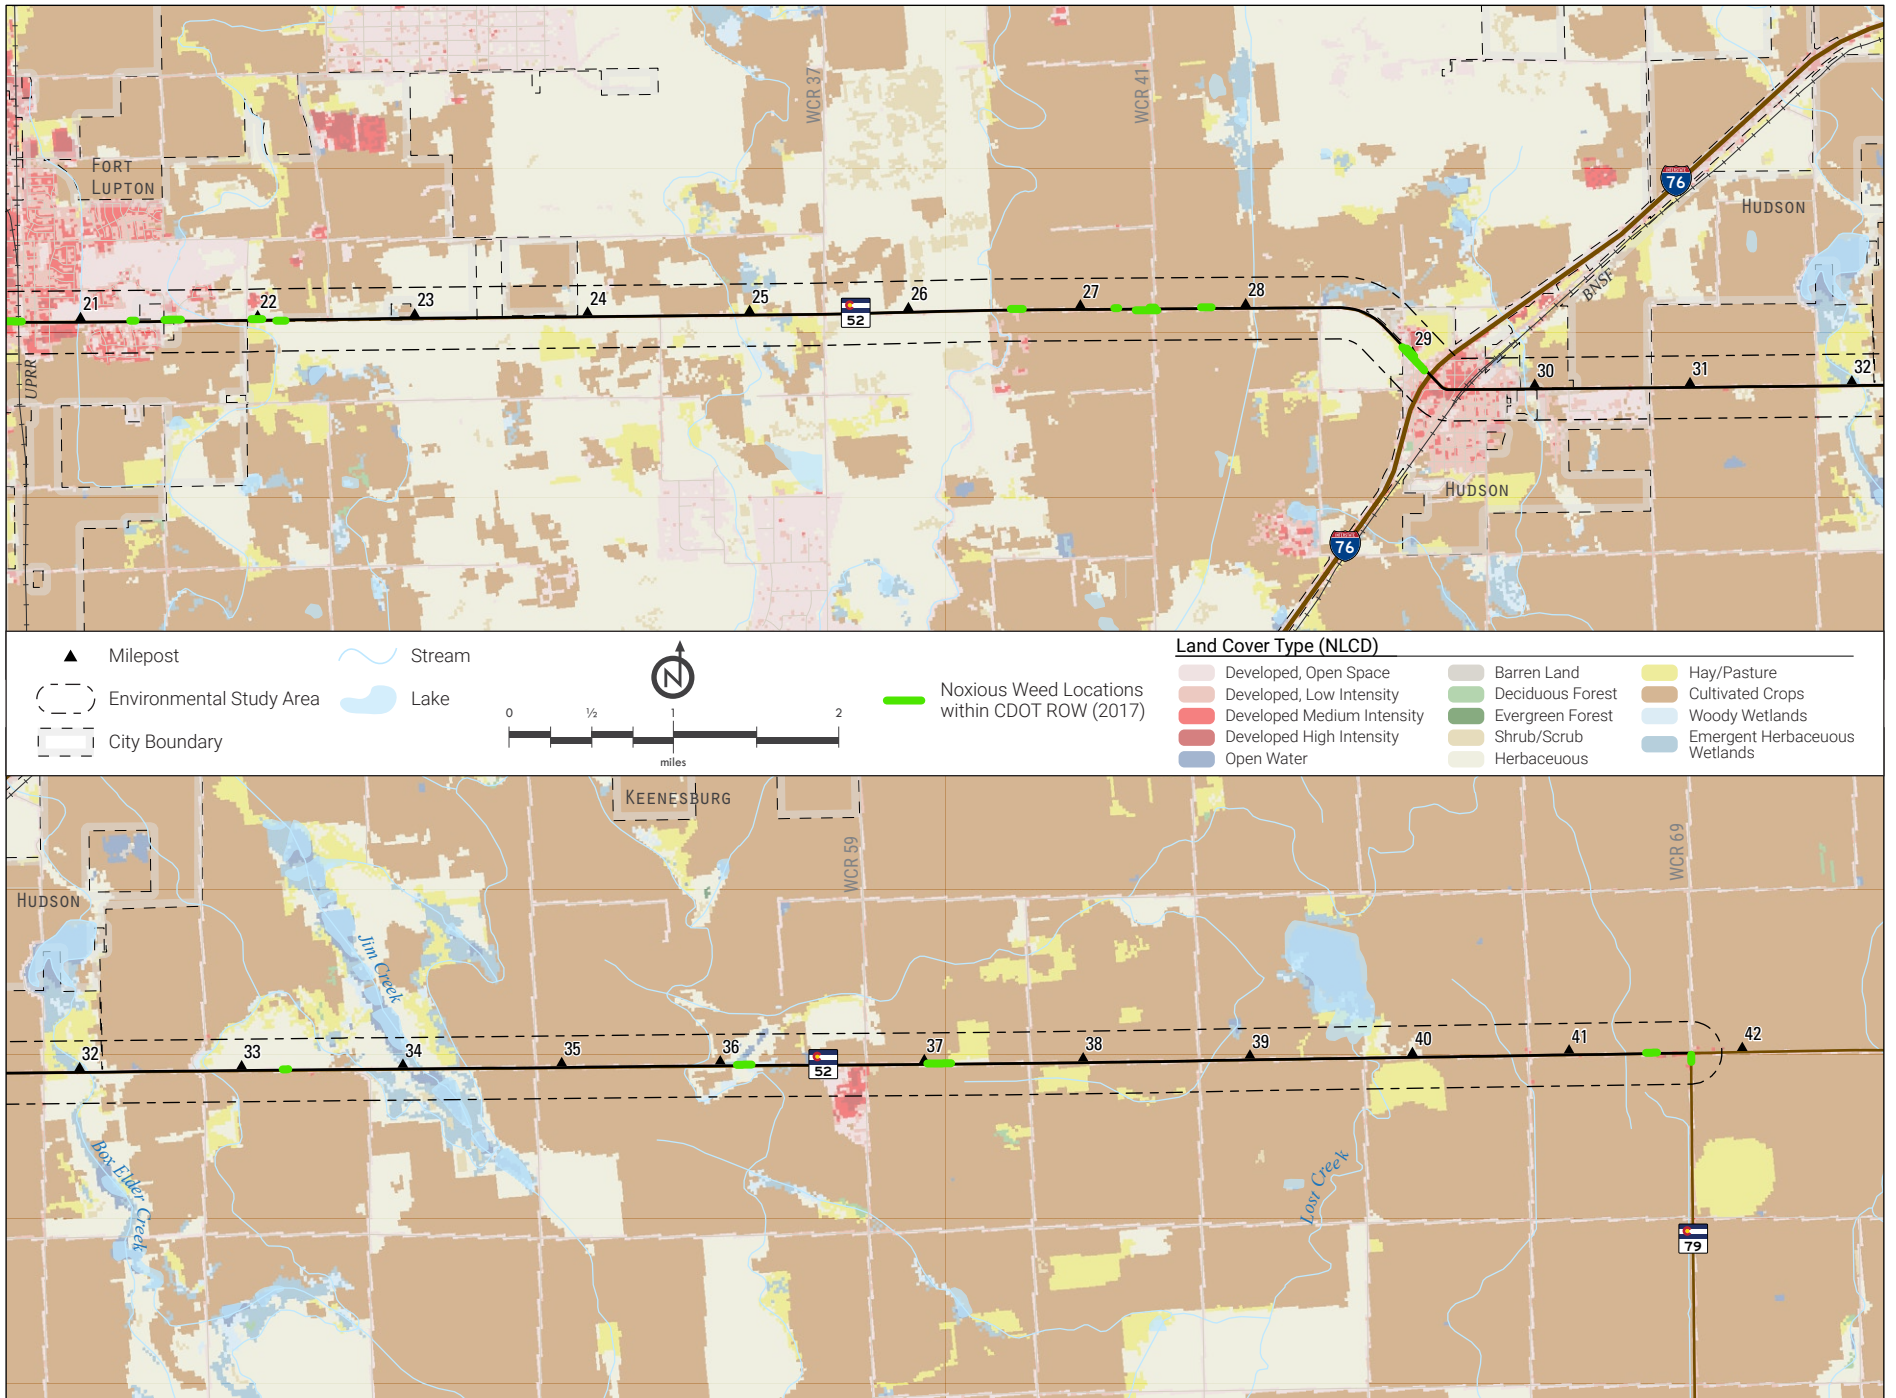 WCR 37
WCR 41
FORT
LUPTON
76
HUDSON
BNSF
21
22
23
24
25
52
26
27
28
29
30
31
32
UPRR
HUDSON
76
Milepost
Environmental Study Area
City Boundary
Stream
Lake
N
0
½
1
2
miles
Noxious Weed Locations
within CDOT ROW (2017)
Land Cover Type (NLCD)
Developed, Open Space
Developed, Low Intensity
Developed Medium Intensity
Developed High Intensity
Open Water
Barren Land
Deciduous Forest
Evergreen Forest
Shrub/Scrub
Herbaceuous
Hay/Pasture
Cultivated Crops
Woody Wetlands
Emergent Herbaceuous
Wetlands
KEENESBURG
WCR 59
WCR 69
HUDSON
Jim Creek
32
33
34
35
36
52
37
38
39
40
41
42
Box Elder Creek
Lost Creek
79